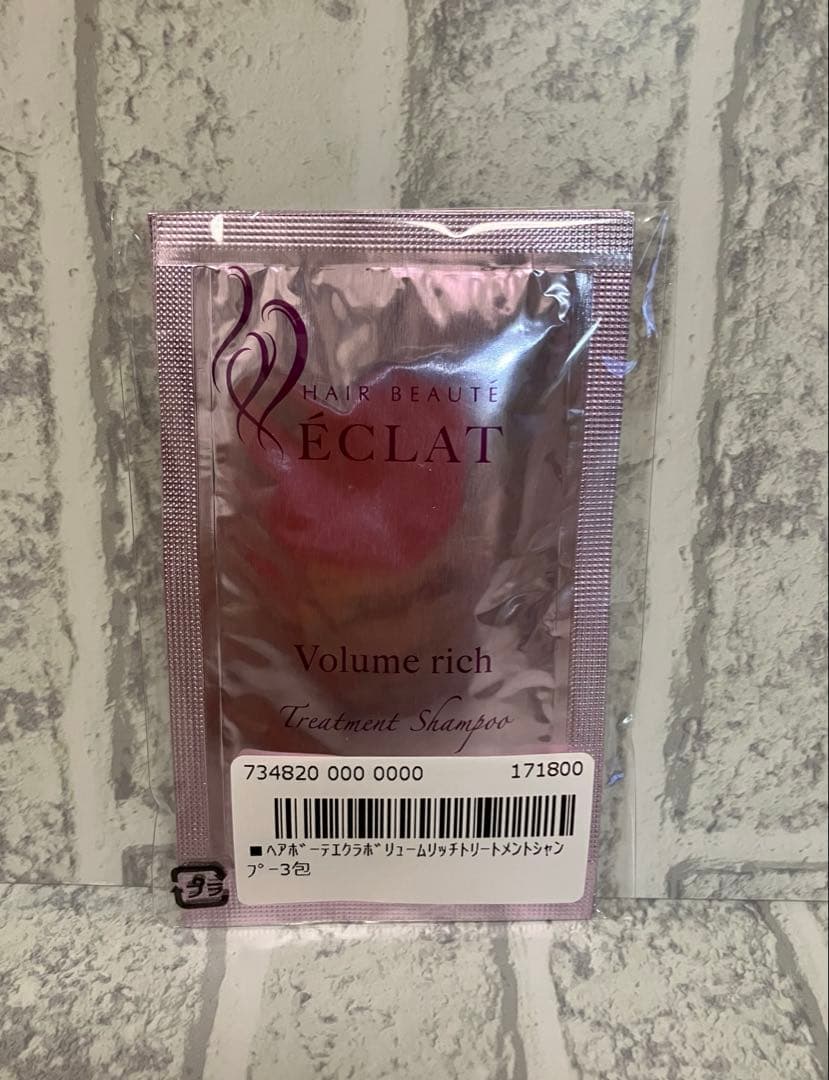 HAIR BEAUTÉ
ÉCLAT
Volume rich
Treatment Shampoo
734820 000 0000 171800
■ヘアボーテエクラボリュームリッチトリートメントシャン
プー3包
プラ